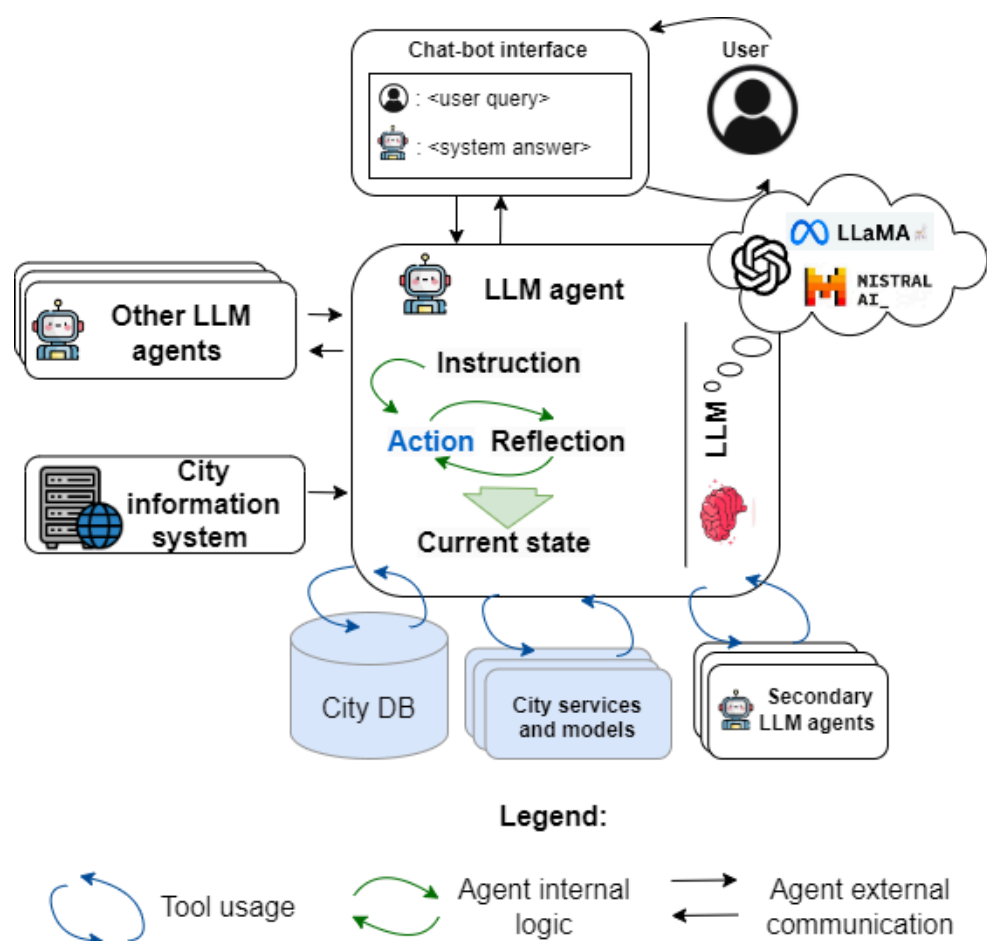 Chat-bot interface
User
: <user query>
: <system answer>
LLaMA
NISTRAL
AI_
LLM agent
Other LLM
agents
Instruction
Action
Reflection
LLM
City
information
system
Current state
City DB
City services
and models
Secondary
LLM agents
Legend:
Tool usage
Agent internal
logic
Agent external
communication